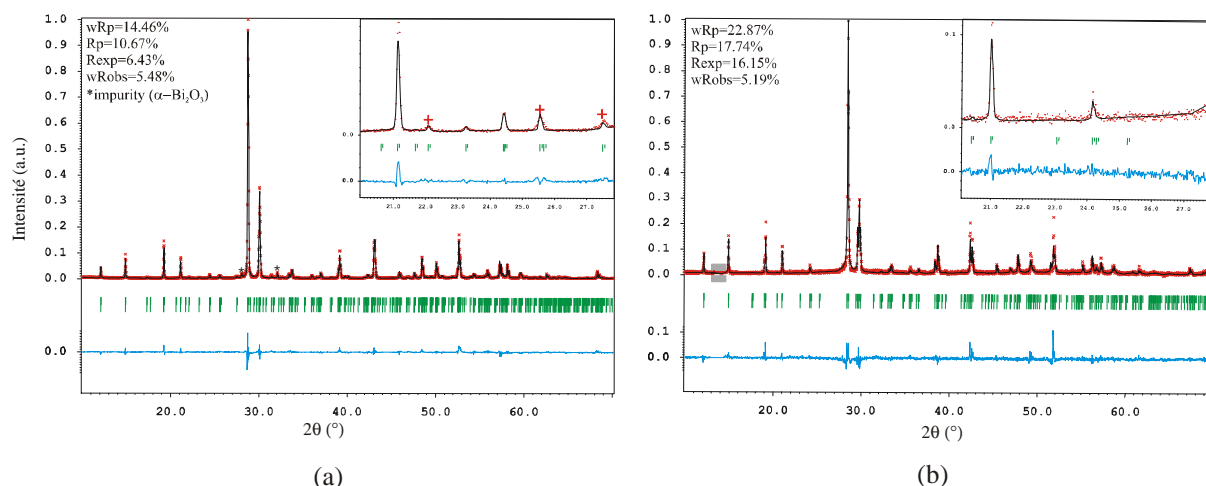 wRp=14.46%
Rp=10.67%
Rexp=6.43%
wRobs=5.48%
*impurity (α−Bi₂O₃)
Intensité (a.u.)
1.0
0.9
0.8
0.7
0.6
0.5
0.4
0.3
0.2
0.1
0.0
0.0
* *
20.0 30.0 40.0 50.0 60.0
2θ (°)
0.0
0.0
21.0 22.0 23.0 24.0 25.0 26.0 27.0
(a)
wRp=22.87%
Rp=17.74%
Rexp=16.15%
wRobs=5.19%
1.0
0.9
0.8
0.7
0.6
0.5
0.4
0.3
0.2
0.1
0.0
0.1
0.0
20.0 30.0 40.0 50.0 60.0
2θ (°)
0.1
0.0
0.0
21.0 22.0 23.0 24.0 25.0 26.0 27.0
(b)